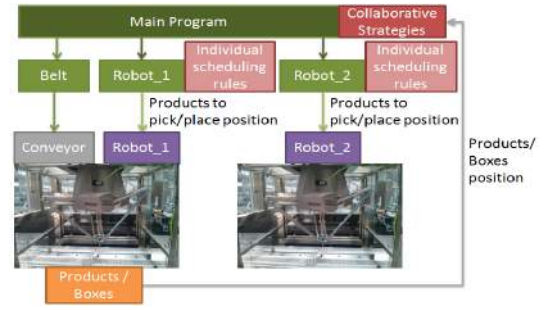 Main Program
Collaborative
Strategies
Belt
Robot_1
Individual
scheduling
rules
Robot_2
Individual
scheduling
rules
Products to
pick/place position
Products to
pick/place position
Products/
Boxes
position
Conveyor
Robot_1
Robot_2
Products /
Boxes